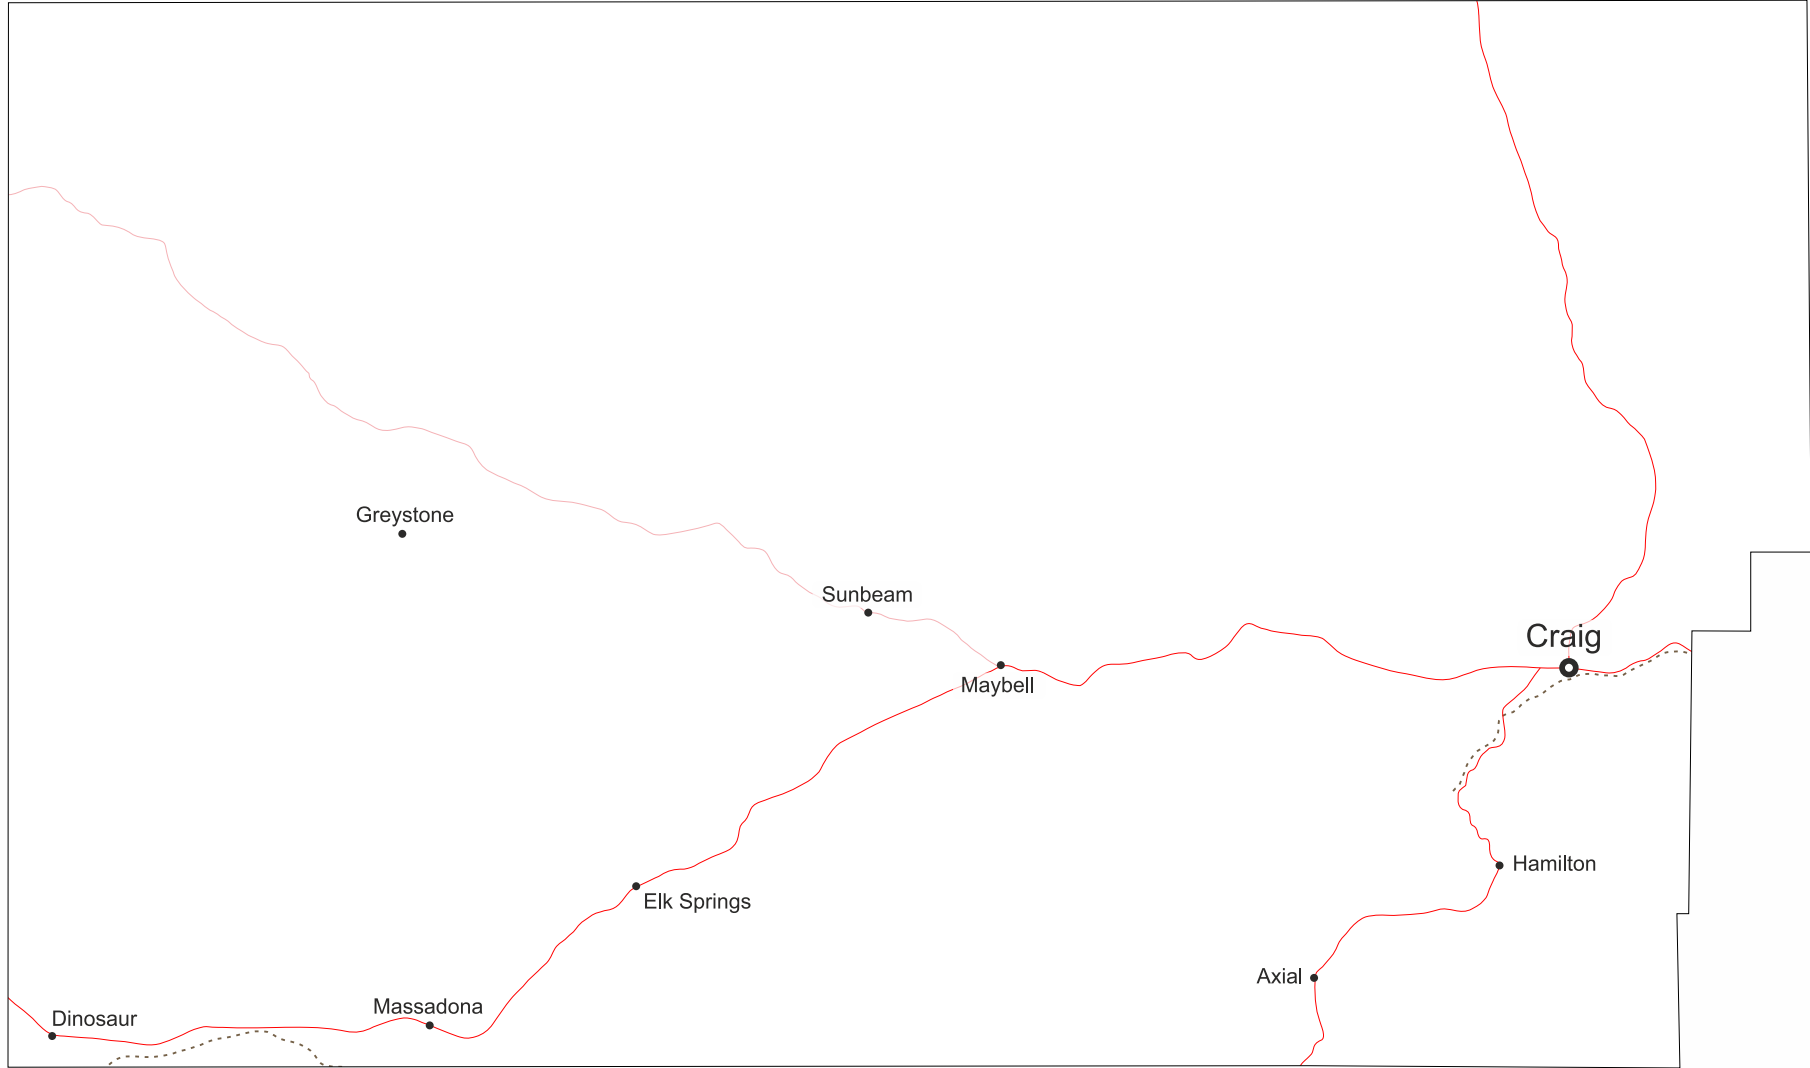 Greystone
Sunbeam
Craig
Maybell
Hamilton
Elk Springs
Axial
Massadona
Dinosaur